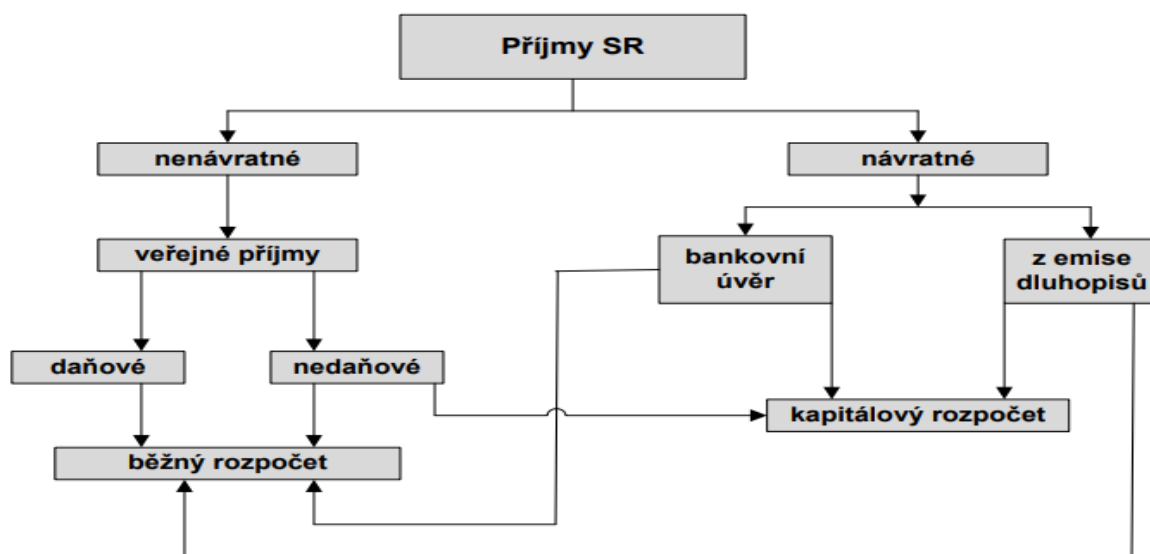 Příjmy SR
nenávratné
návratné
veřejné příjmy
bankovní
úvěr
z emise
dluhopisů
daňové
nedaňové
kapitálový rozpočet
běžný rozpočet